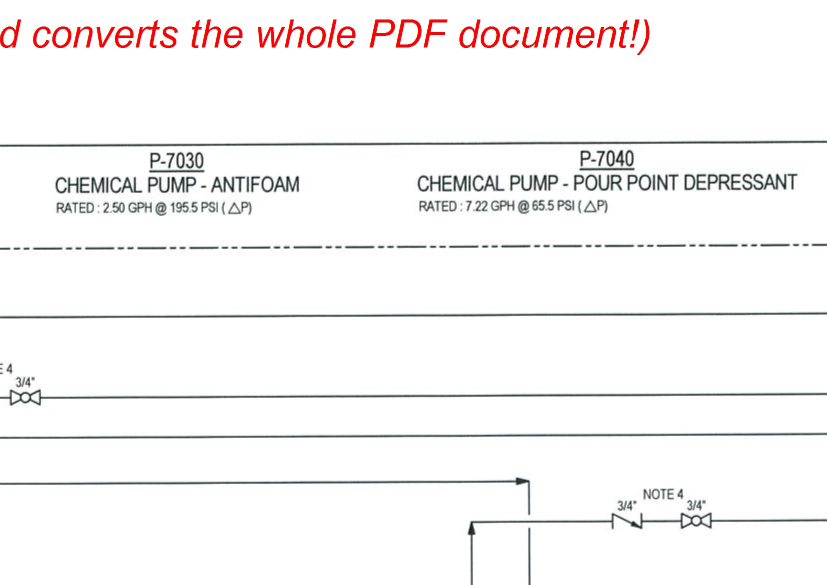 d converts the whole PDF document!)
P-7030
CHEMICAL PUMP - ANTIFOAM
RATED : 2.50 GPH @ 195.5 PSI ( △P)
P-7040
CHEMICAL PUMP - POUR POINT DEPRESSANT
RATED : 7.22 GPH @ 65.5 PSI ( △P)
E 4
3/4"
NOTE 4
3/4" 3/4"